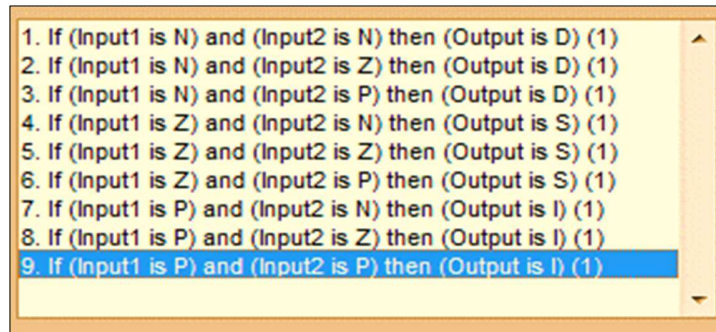 1. If (Input1 is N) and (Input2 is N) then (Output is D) (1)
2. If (Input1 is N) and (Input2 is Z) then (Output is D) (1)
3. If (Input1 is N) and (Input2 is P) then (Output is D) (1)
4. If (Input1 is Z) and (Input2 is N) then (Output is S) (1)
5. If (Input1 is Z) and (Input2 is Z) then (Output is S) (1)
6. If (Input1 is Z) and (Input2 is P) then (Output is S) (1)
7. If (Input1 is P) and (Input2 is N) then (Output is I) (1)
8. If (Input1 is P) and (Input2 is Z) then (Output is I) (1)
9. If (Input1 is P) and (Input2 is P) then (Output is I) (1)